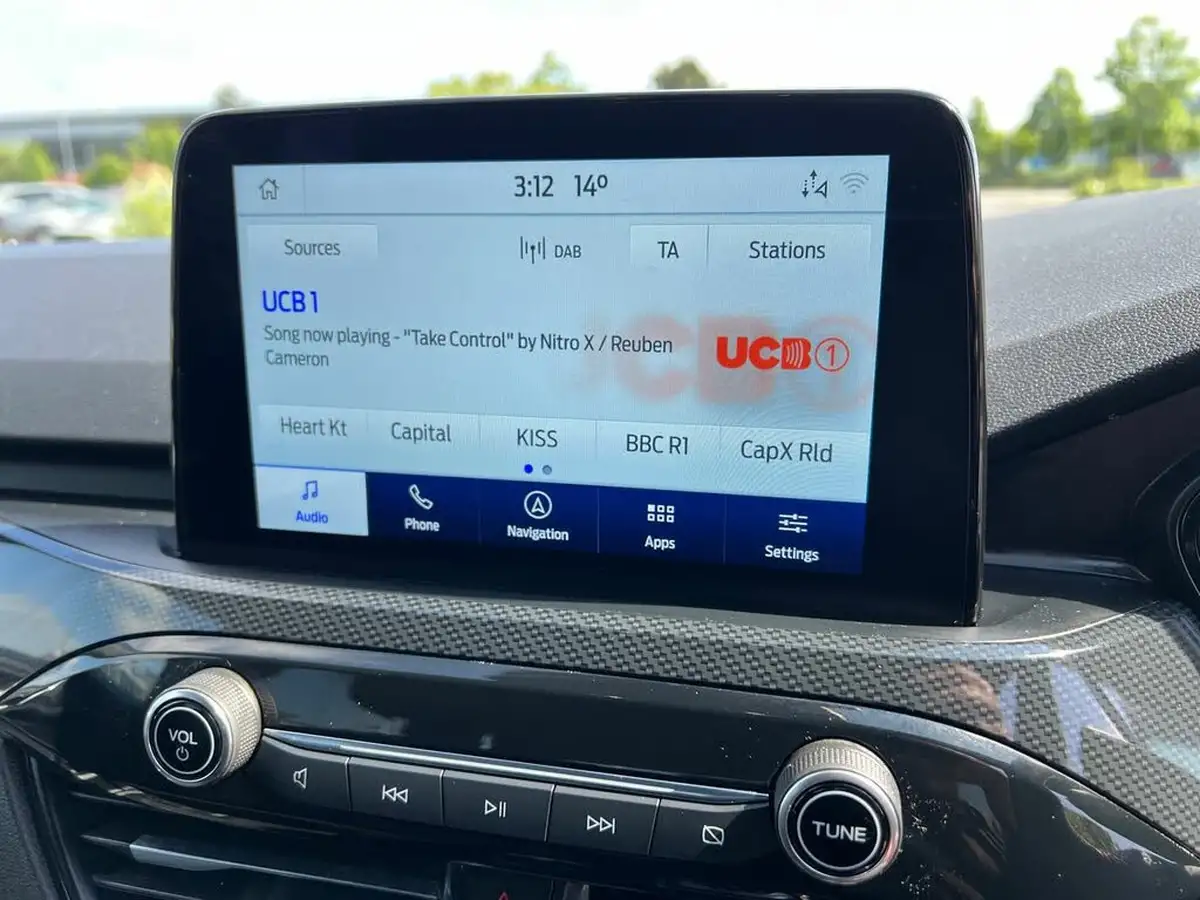 3:12 14°
Sources DAB TA Stations
UCB 1
Song now playing - "Take Control" by Nitro X / Reuben
Cameron
UCB 1
Heart Kt Capital KISS BBC R1 CapX Rld
Audio Phone Navigation Apps Settings
VOL
TUNE